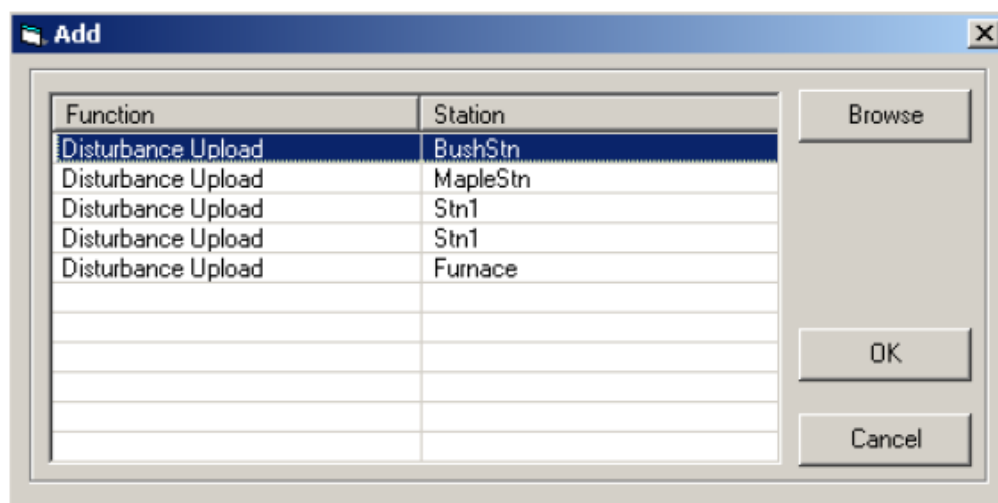 Add
Function Station
Disturbance Upload BushStn
Disturbance Upload MapleStn
Disturbance Upload Stn1
Disturbance Upload Stn1
Disturbance Upload Furnace
Browse
OK
Cancel